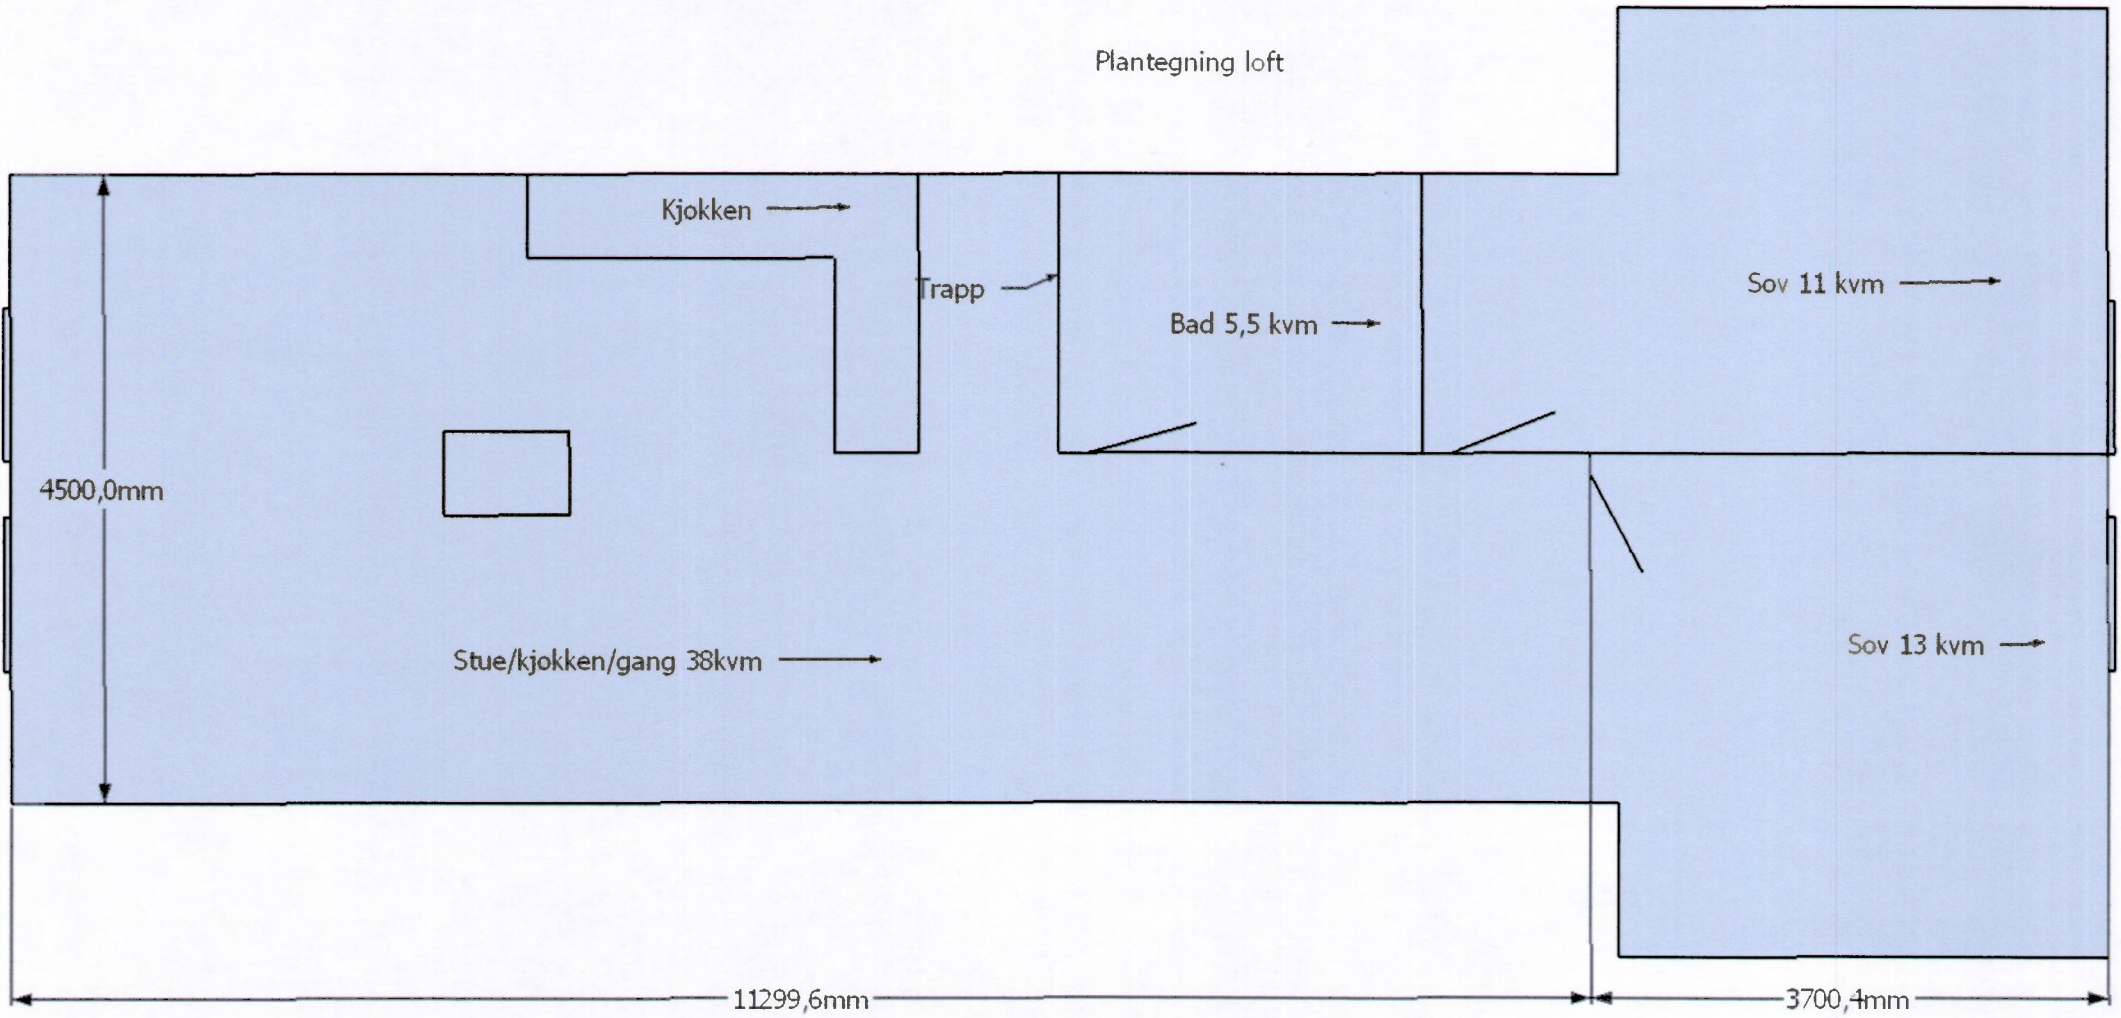 Plantegning loft
Kjokken
Trapp
Bad 5,5 kvm
Sov 11 kvm
4500,0mm
Stue/kjokken/gang 38kvm
Sov 13 kvm
11299,6mm
3700,4mm